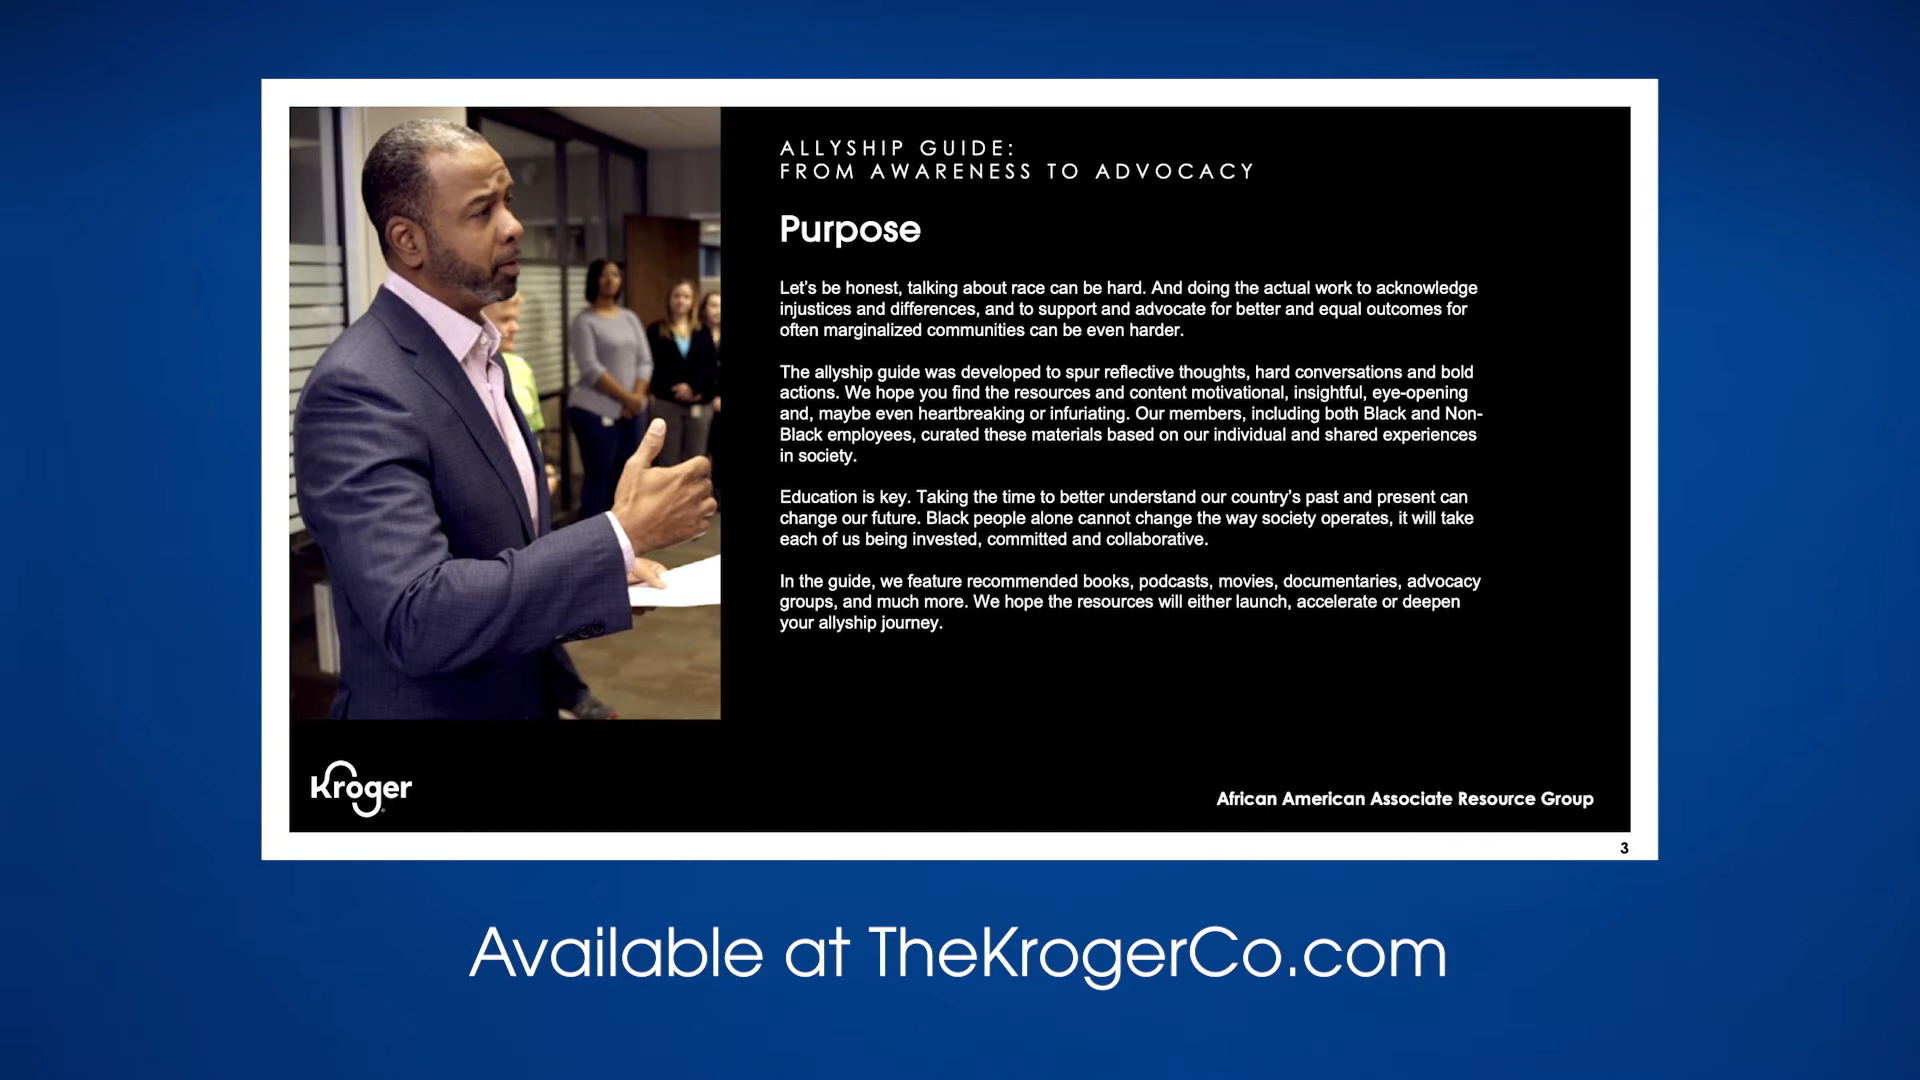 ALLYSHIP GUIDE:
FROM AWARENESS TO ADVOCACY
Purpose
Let's be honest, talking about race can be hard. And doing the actual work to acknowledge
injustices and differences, and to support and advocate for better and equal outcomes for
often marginalized communities can be even harder.
The allyship guide was developed to spur reflective thoughts, hard conversations and bold
actions. We hope you find the resources and content motivational, insightful, eye-opening
and, maybe even heartbreaking or infuriating. Our members, including both Black and Non-
Black employees, curated these materials based on our individual and shared experiences
in society.
Education is key. Taking the time to better understand our country's past and present can
change our future. Black people alone cannot change the way society operates, it will take
each of us being invested, committed and collaborative.
In the guide, we feature recommended books, podcasts, movies, documentaries, advocacy
groups, and much more. We hope the resources will either launch, accelerate or deepen
your allyship journey.
Kroger
African American Associate Resource Group
3
Available at TheKrogerCo.com